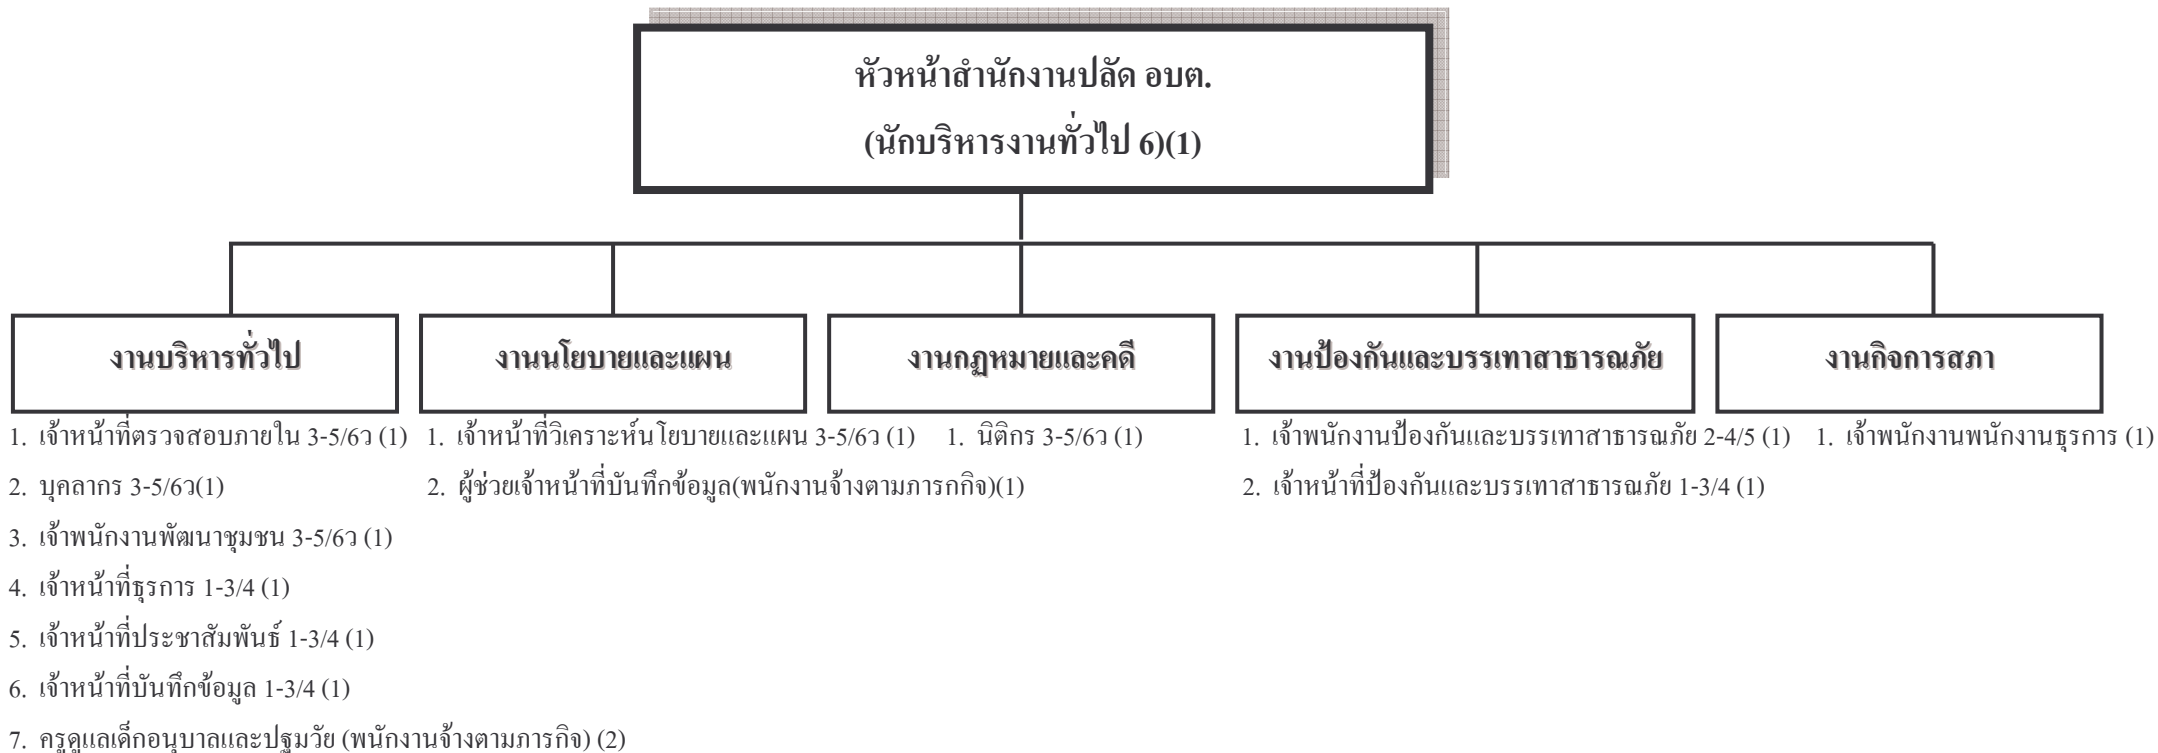 หัวหน้าสำนักงานปลัด อบต.
(นักบริหารงานทั่วไป 6)(1)
งานบริหารทั่วไป
งานนโยบายและแผน
งานกฎหมายและคดี
งานป้องกันและบรรเทาสาธารณภัย
งานกิจการสภา
1. เจ้าหน้าที่ตรวจสอบภายใน 3-5/6ว (1)
2. บุคลากร 3-5/6ว(1)
3. เจ้าพนักงานพัฒนาชุมชน 3-5/6ว (1)
4. เจ้าหน้าที่ธุรการ 1-3/4 (1)
5. เจ้าหน้าที่ประชาสัมพันธ์ 1-3/4 (1)
6. เจ้าหน้าที่บันทึกข้อมูล 1-3/4 (1)
7. ครูดูแลเด็กอนุบาลและปฐมวัย (พนักงานจ้างตามภารกิจ) (2)
1. เจ้าหน้าที่วิเคราะห์นโยบายและแผน 3-5/6ว (1)
2. ผู้ช่วยเจ้าหน้าที่บันทึกข้อมูล(พนักงานจ้างตามภารกกิจ)(1)
1. นิติกร 3-5/6ว (1)
1. เจ้าพนักงานป้องกันและบรรเทาสาธารณภัย 2-4/5 (1)
2. เจ้าหน้าที่ป้องกันและบรรเทาสาธารณภัย 1-3/4 (1)
1. เจ้าพนักงานพนักงานธุรการ (1)